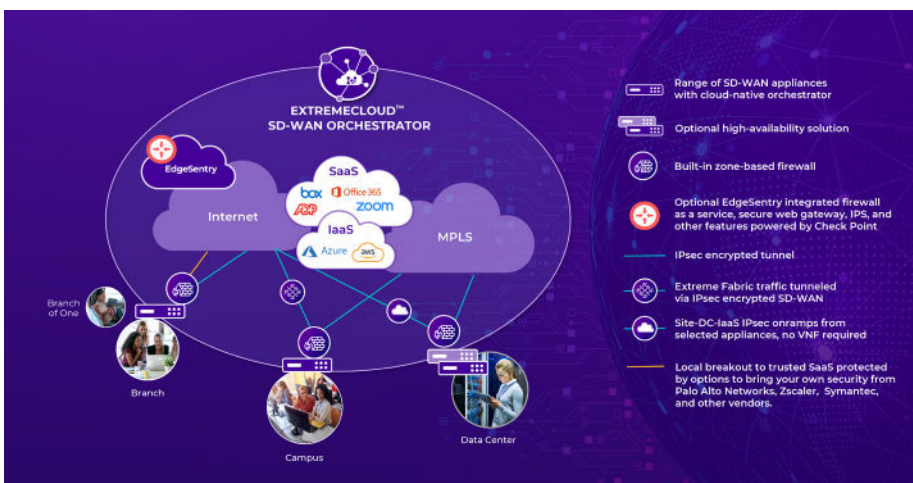 EXTREMECLOUD™
SD-WAN ORCHESTRATOR
EdgeSentry
SaaS
box
Office 365
ADP
zoom
Internet
IaaS
MPLS
Azure
aws
Branch
of One
Branch
Campus
Data Center
Range of SD-WAN appliances
with cloud-native orchestrator
Optional high-availability solution
Built-in zone-based firewall
Optional EdgeSentry integrated firewall
as a service, secure web gateway, IPS, and
other features powered by Check Point
IPsec encrypted tunnel
Extreme Fabric traffic tunneled
via IPsec encrypted SD-WAN
Site-DC-IaaS IPsec onramps from
selected appliances, no VNF required
Local breakout to trusted SaaS protected
by options to bring your own security from
Palo Alto Networks, Zscaler, Symantec,
and other vendors.